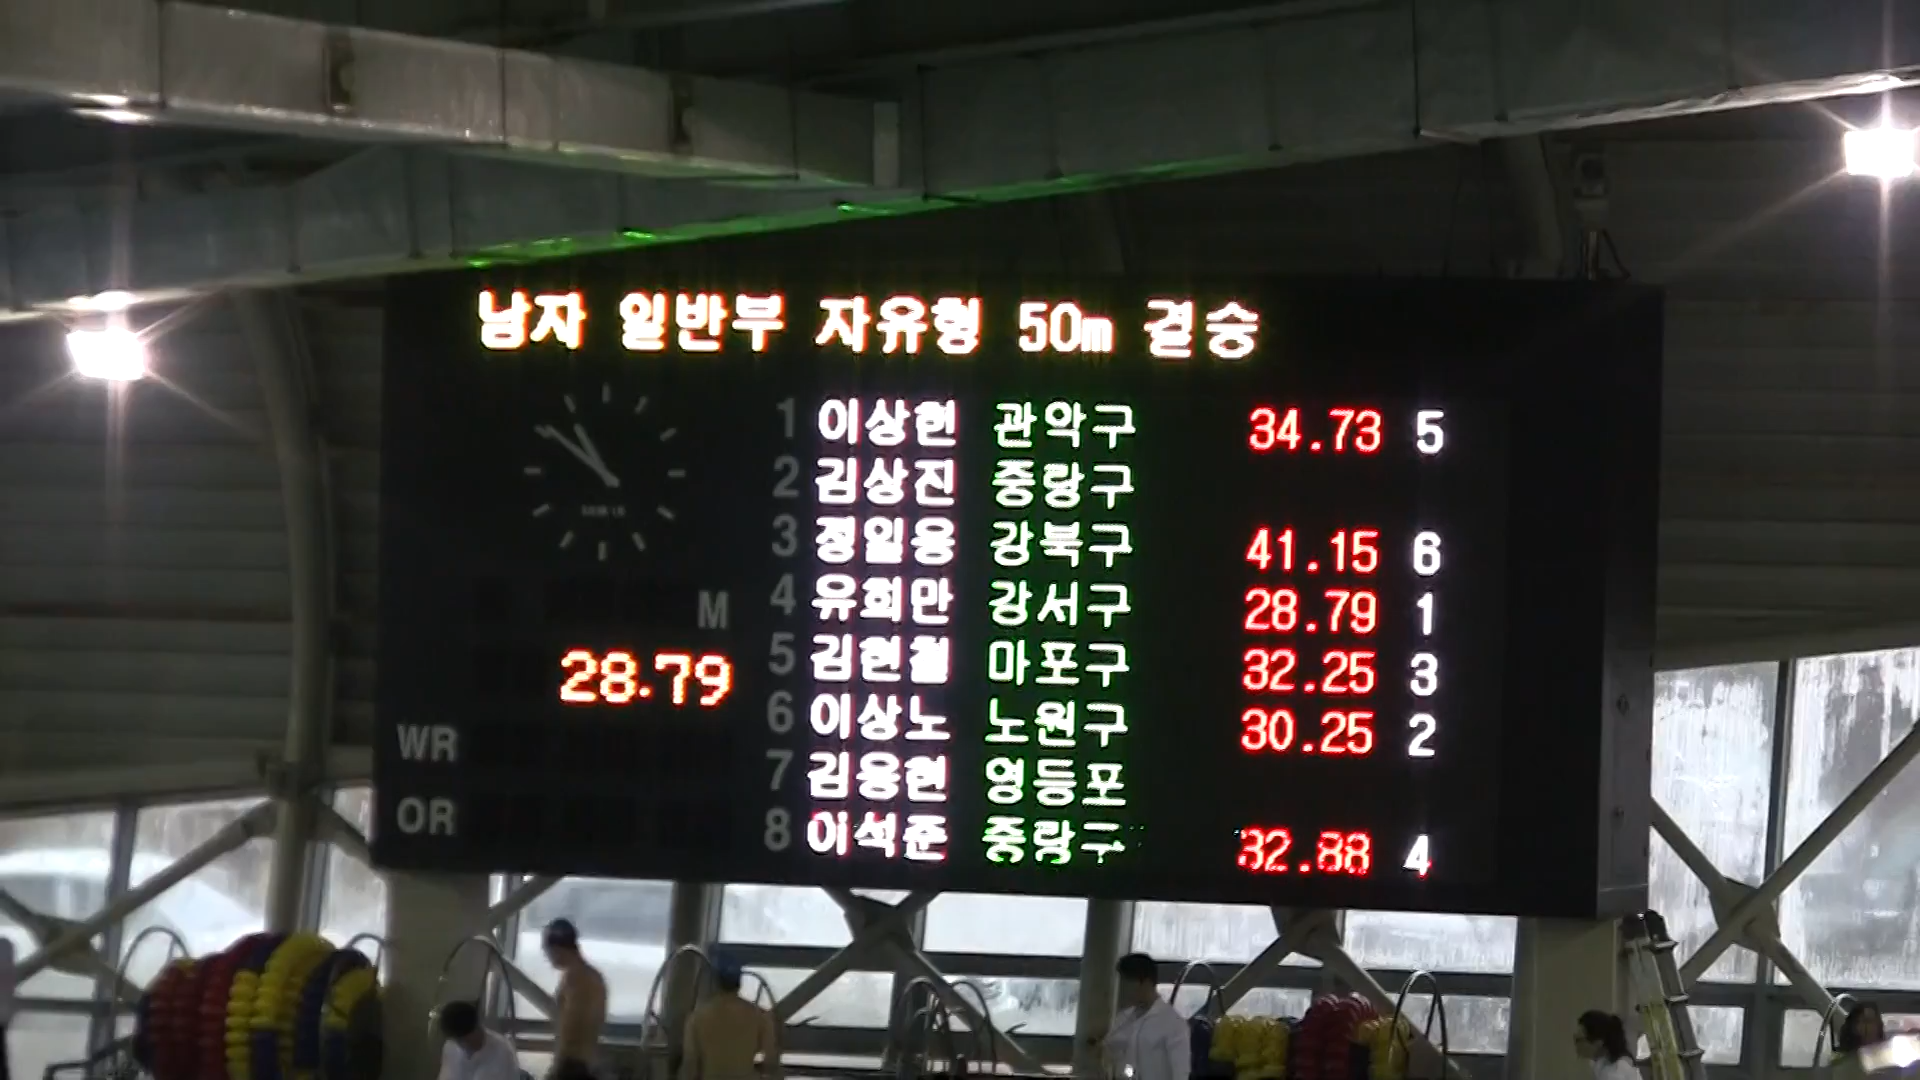 남자 일반부 자유형 50m 결승
1 이상헌 관악구 34.73 5
2 김상진 중랑구
3 정일용 강북구 41.15 6
M 4 유희만 강서구 28.79 1
28.79 5 김현철 마포구 32.25 3
WR 6 이상노 노원구 30.25 2
7 김용현 영등포
OR 8 이석준 중랑구 32.88 4